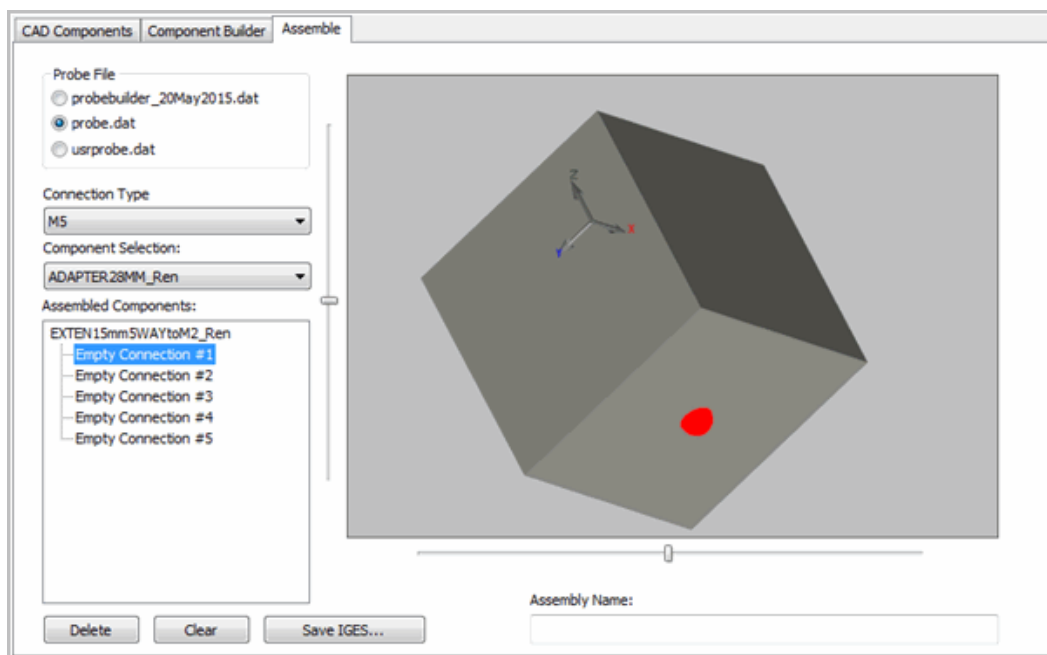 CAD Components Component Builder Assemble
Probe File
probebuilder_20May2015.dat
probe.dat
usrprobe.dat
Connection Type
M5
Component Selection:
ADAPTER28MM_Ren
Assembled Components:
EXTEN15mm5WAYtoM2_Ren
Empty Connection #1
Empty Connection #2
Empty Connection #3
Empty Connection #4
Empty Connection #5
Z
X
Y
Delete Clear Save IGES...
Assembly Name: